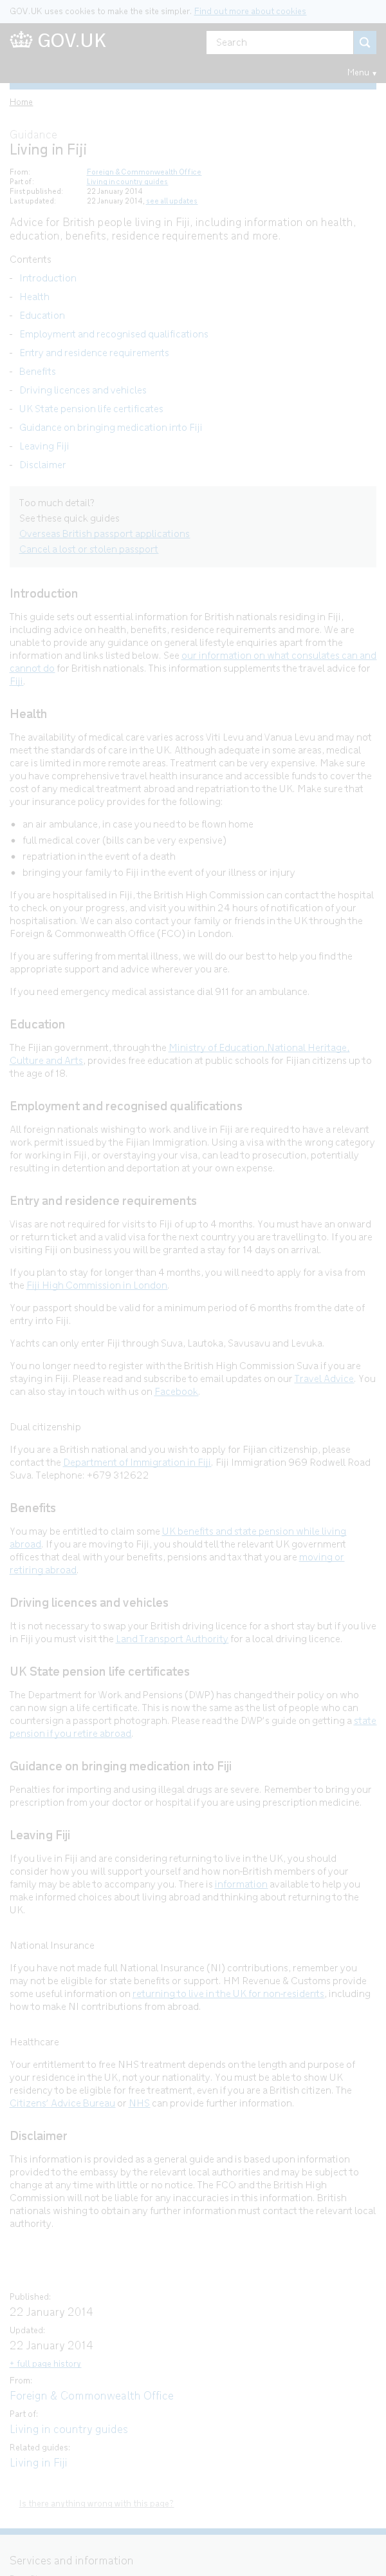 GOV.UK uses cookies to make the site simpler. Find out more about cookies
GOV.UK
Search
Menu
Home
Guidance
Living in Fiji
From: Foreign & Commonwealth Office
Part of: Living in country guides
First published: 22 January 2014
Last updated: 22 January 2014, see all updates
Advice for British people living in Fiji, including information on health,
education, benefits, residence requirements and more.
Contents
- Introduction
- Health
- Education
- Employment and recognised qualifications
- Entry and residence requirements
- Benefits
- Driving licences and vehicles
- UK State pension life certificates
- Guidance on bringing medication into Fiji
- Leaving Fiji
- Disclaimer
Too much detail?
See these quick guides
Overseas British passport applications
Cancel a lost or stolen passport
Introduction
This guide sets out essential information for British nationals residing in Fiji,
including advice on health, benefits, residence requirements and more. We are
unable to provide any guidance on general lifestyle enquiries apart from the
information and links listed below. See our information on what consulates can and
cannot do for British nationals. This information supplements the travel advice for
Fiji.
Health
The availability of medical care varies across Viti Levu and Vanua Levu and may not
meet the standards of care in the UK. Although adequate in some areas, medical
care is limited in more remote areas. Treatment can be very expensive. Make sure
you have comprehensive travel health insurance and accessible funds to cover the
cost of any medical treatment abroad and repatriation to the UK. Make sure that
your insurance policy provides for the following:
• an air ambulance, in case you need to be flown home
• full medical cover (bills can be very expensive)
• repatriation in the event of a death
• bringing your family to Fiji in the event of your illness or injury
If you are hospitalised in Fiji, the British High Commission can contact the hospital
to check on your progress, and visit you within 24 hours of notification of your
hospitalisation. We can also contact your family or friends in the UK through the
Foreign & Commonwealth Office (FCO) in London.
If you are suffering from mental illness, we will do our best to help you find the
appropriate support and advice wherever you are.
If you need emergency medical assistance dial 911 for an ambulance.
Education
The Fijian government, through the Ministry of Education,National Heritage,
Culture and Arts, provides free education at public schools for Fijian citizens up to
the age of 18.
Employment and recognised qualifications
All foreign nationals wishing to work and live in Fiji are required to have a relevant
work permit issued by the Fijian Immigration. Using a visa with the wrong category
for working in Fiji, or overstaying your visa, can lead to prosecution, potentially
resulting in detention and deportation at your own expense.
Entry and residence requirements
Visas are not required for visits to Fiji of up to 4 months. You must have an onward
or return ticket and a valid visa for the next country you are travelling to. If you are
visiting Fiji on business you will be granted a stay for 14 days on arrival.
If you plan to stay for longer than 4 months, you will need to apply for a visa from
the Fiji High Commission in London.
Your passport should be valid for a minimum period of 6 months from the date of
entry into Fiji.
Yachts can only enter Fiji through Suva, Lautoka, Savusavu and Levuka.
You no longer need to register with the British High Commission Suva if you are
staying in Fiji. Please read and subscribe to email updates on our Travel Advice. You
can also stay in touch with us on Facebook.
Dual citizenship
If you are a British national and you wish to apply for Fijian citizenship, please
contact the Department of Immigration in Fiji. Fiji Immigration 969 Rodwell Road
Suva. Telephone: +679 312622
Benefits
You may be entitled to claim some UK benefits and state pension while living
abroad. If you are moving to Fiji, you should tell the relevant UK government
offices that deal with your benefits, pensions and tax that you are moving or
retiring abroad.
Driving licences and vehicles
It is not necessary to swap your British driving licence for a short stay but if you live
in Fiji you must visit the Land Transport Authority for a local driving licence.
UK State pension life certificates
The Department for Work and Pensions (DWP) has changed their policy on who
can now sign a life certificate. This is now the same as the list of people who can
countersign a passport photograph. Please read the DWP's guide on getting a state
pension if you retire abroad.
Guidance on bringing medication into Fiji
Penalties for importing and using illegal drugs are severe. Remember to bring your
prescription from your doctor or hospital if you are using prescription medicine.
Leaving Fiji
If you live in Fiji and are considering returning to live in the UK, you should
consider how you will support yourself and how non-British members of your
family may be able to accompany you. There is information available to help you
make informed choices about living abroad and thinking about returning to the
UK.
National Insurance
If you have not made full National Insurance (NI) contributions, remember you
may not be eligible for state benefits or support. HM Revenue & Customs provide
some useful information on returning to live in the UK for non-residents, including
how to make NI contributions from abroad.
Healthcare
Your entitlement to free NHS treatment depends on the length and purpose of
your residence in the UK, not your nationality. You must be able to show UK
residency to be eligible for free treatment, even if you are a British citizen. The
Citizens' Advice Bureau or NHS can provide further information.
Disclaimer
This information is provided as a general guide and is based upon information
provided to the embassy by the relevant local authorities and may be subject to
change at any time with little or no notice. The FCO and the British High
Commission will not be liable for any inaccuracies in this information. British
nationals wishing to obtain any further information must contact the relevant local
authority.
Published:
22 January 2014
Updated:
22 January 2014
+ full page history
From:
Foreign & Commonwealth Office
Part of:
Living in country guides
Related guides:
Living in Fiji
Is there anything wrong with this page?
Services and information